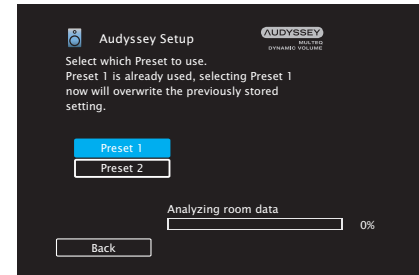 Audyssey Setup
AUDYSSEY
MULTEQ
DYNAMIC VOLUME
Select which Preset to use.
Preset 1 is already used, selecting Preset 1
now will overwrite the previously stored
setting.
Preset 1
Preset 2
Analyzing room data
0%
Back